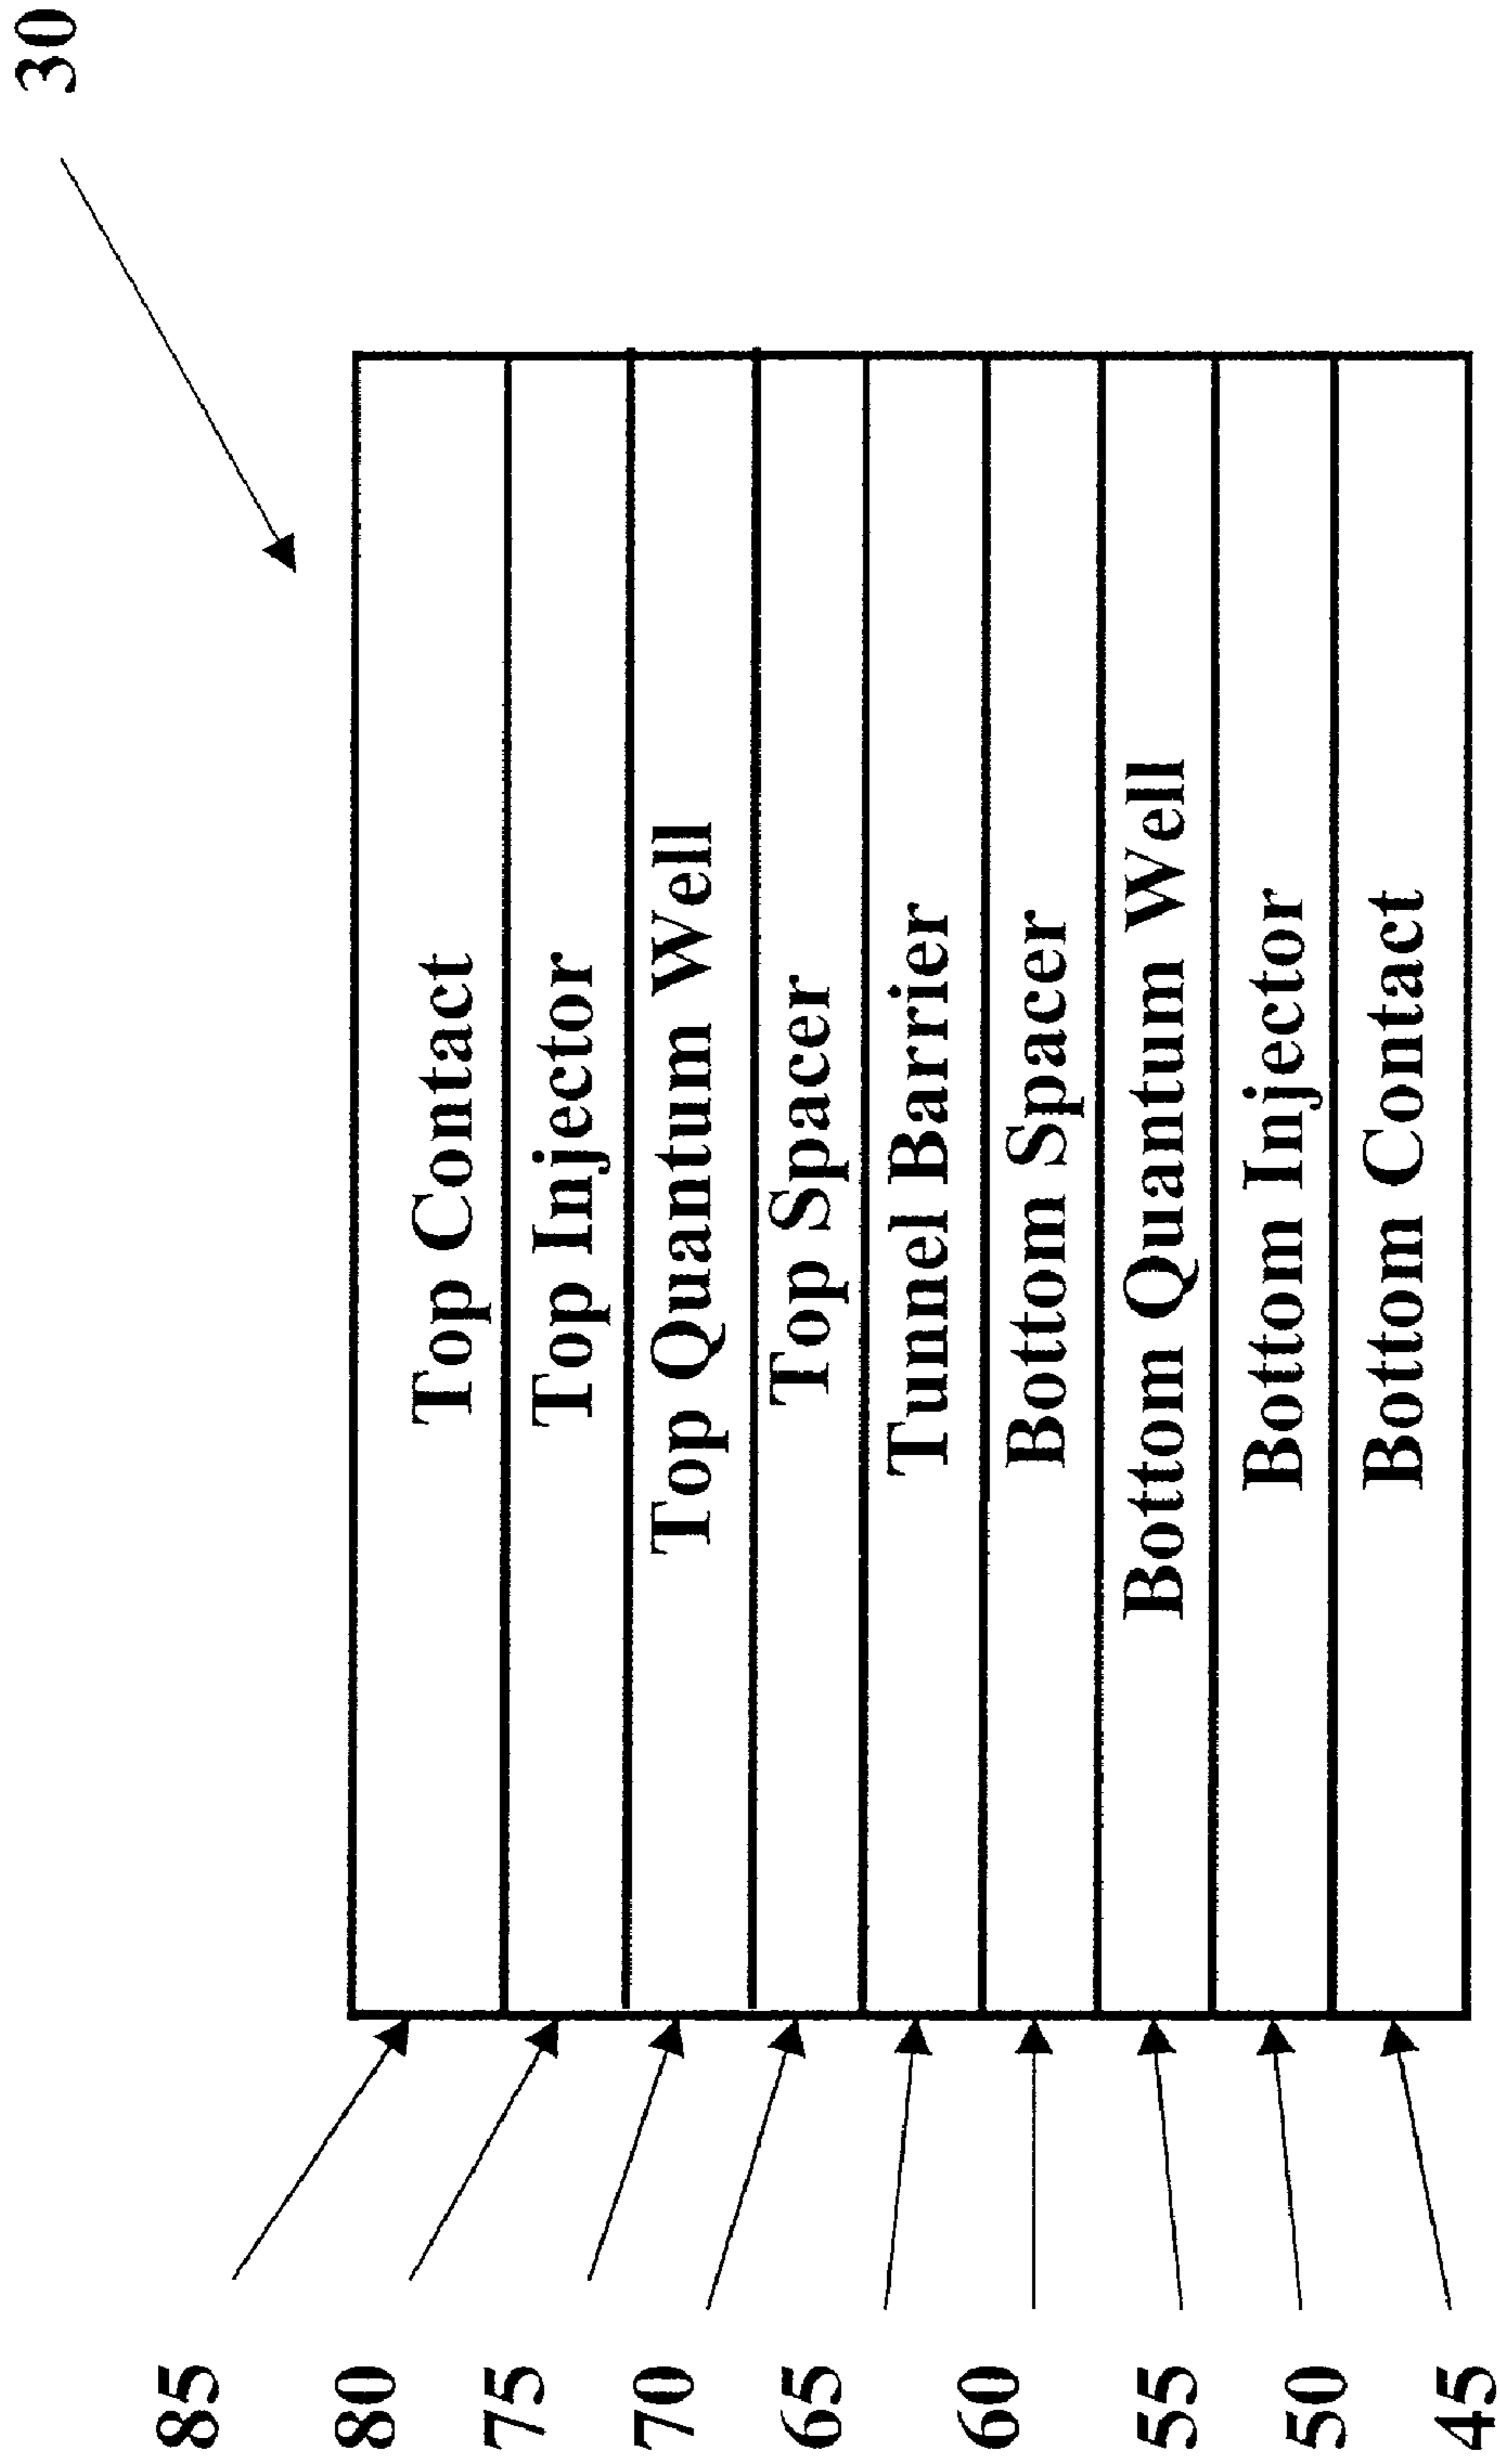 30
85
Top Contact
80
Top Injector
75
Top Quantum Well
70
Top Spacer
65
Tunnel Barrier
60
Bottom Spacer
55
Bottom Quantum Well
50
Bottom Injector
45
Bottom Contact